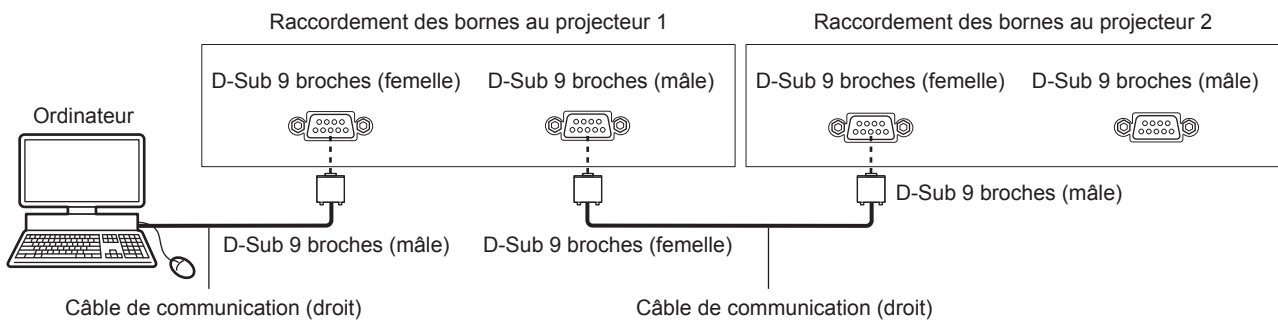 Raccordement des bornes au projecteur 1
Raccordement des bornes au projecteur 2
D-Sub 9 broches (femelle)
D-Sub 9 broches (mâle)
D-Sub 9 broches (femelle)
D-Sub 9 broches (mâle)
Ordinateur
D-Sub 9 broches (mâle)
D-Sub 9 broches (mâle)
D-Sub 9 broches (femelle)
Câble de communication (droit)
Câble de communication (droit)